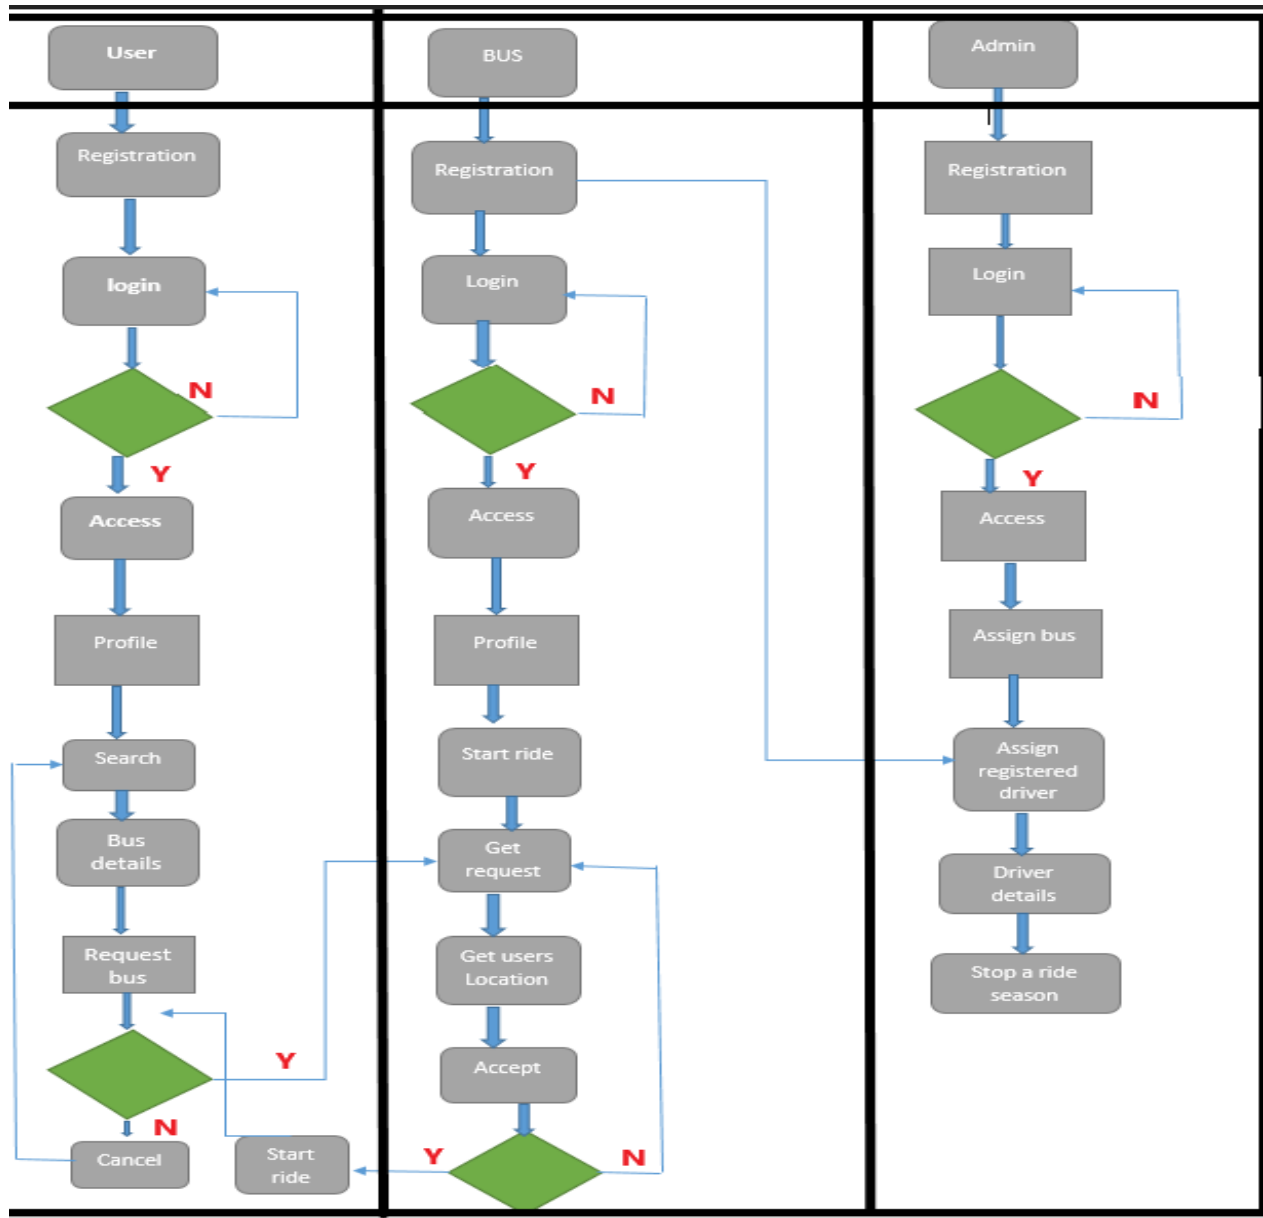 User
Registration
login
N
Y
Access
Profile
Search
Bus
details
Request
bus
Y
N
Cancel
Start
ride
BUS
Registration
Login
N
Y
Access
Profile
Start ride
Get
request
Get users
Location
Accept
Y
N
Admin
Registration
Login
N
Y
Access
Assign bus
Assign
registered
driver
Driver
details
Stop a ride
season